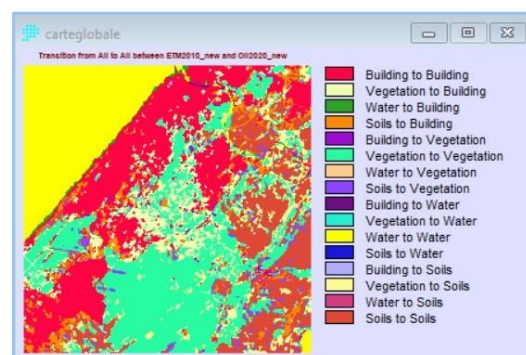 carteglobale
Transition from All to All between ETM2010_new and Oli2020_new
Building to Building
Vegetation to Building
Water to Building
Soils to Building
Building to Vegetation
Vegetation to Vegetation
Water to Vegetation
Soils to Vegetation
Building to Water
Vegetation to Water
Water to Water
Soils to Water
Building to Soils
Vegetation to Soils
Water to Soils
Soils to Soils